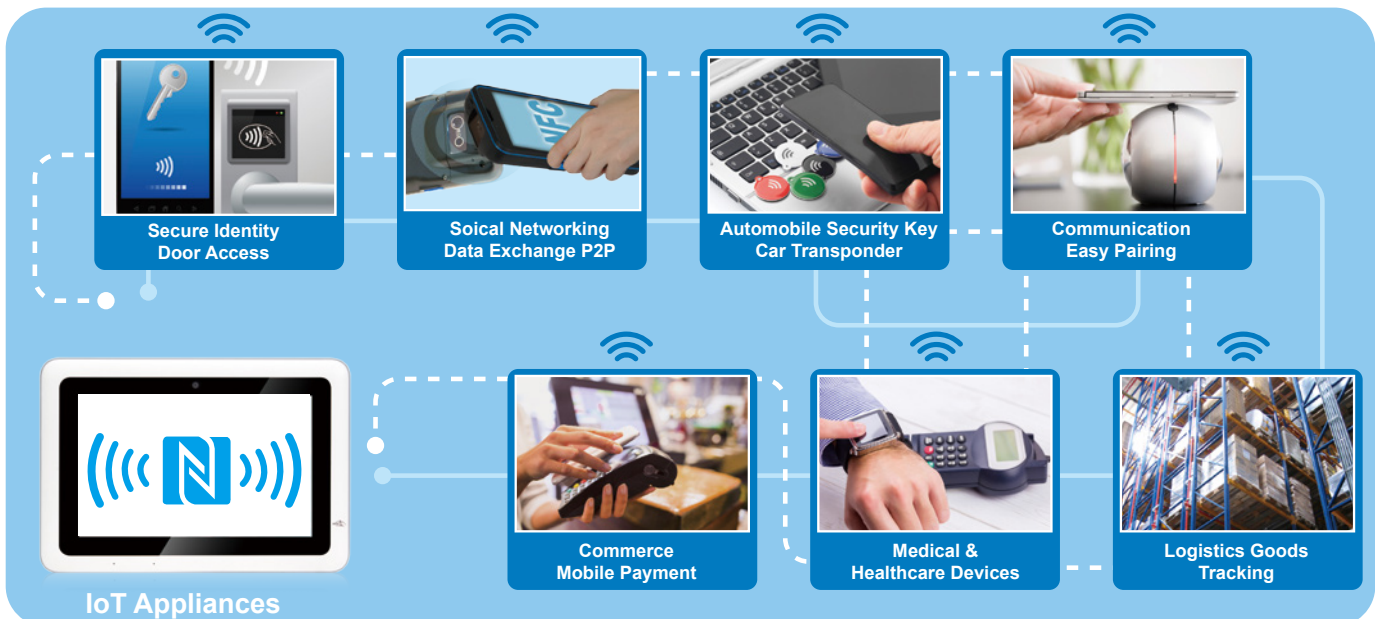 Secure Identity
Door Access
NFC
Soical Networking
Data Exchange P2P
Automobile Security Key
Car Transponder
Communication
Easy Pairing
IoT Appliances
Commerce
Mobile Payment
Medical &
Healthcare Devices
Logistics Goods
Tracking